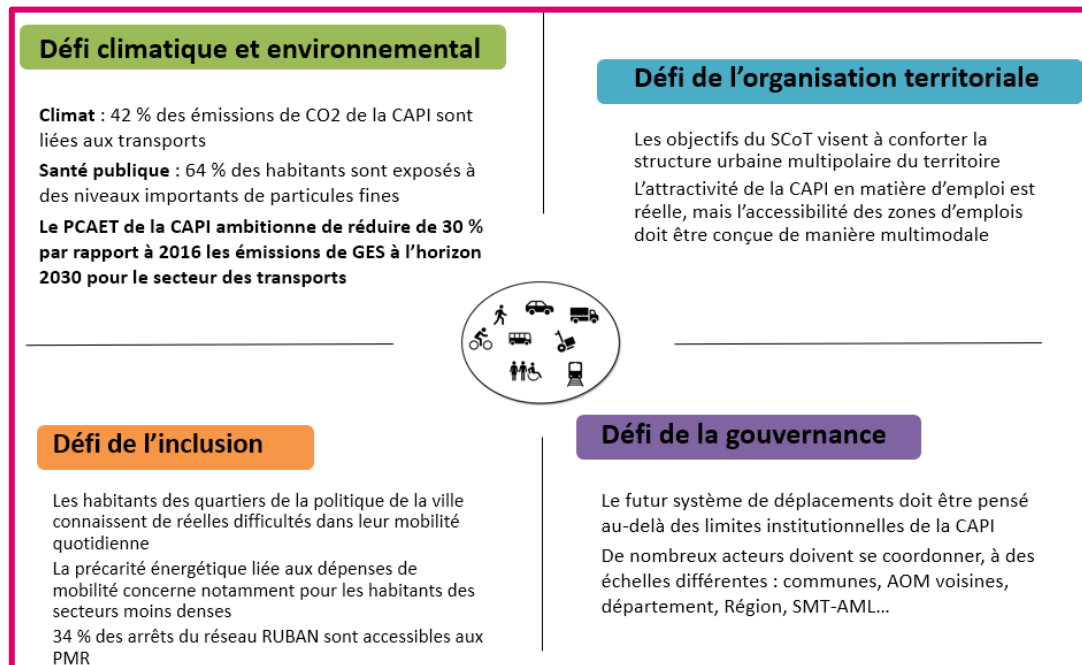 Défi climatique et environnemental
Climat : 42 % des émissions de CO2 de la CAPI sont
liées aux transports
Santé publique : 64 % des habitants sont exposés à
des niveaux importants de particules fines
Le PCAET de la CAPI ambitionne de réduire de 30 %
par rapport à 2016 les émissions de GES à l’horizon
2030 pour le secteur des transports
Défi de l’organisation territoriale
Les objectifs du SCoT visent à conforter la
structure urbaine multipolaire du territoire
L’attractivité de la CAPI en matière d’emploi est
réelle, mais l’accessibilité des zones d’emplois
doit être conçue de manière multimodale
Défi de l’inclusion
Les habitants des quartiers de la politique de la ville
connaissent de réelles difficultés dans leur mobilité
quotidienne
La précarité énergétique liée aux dépenses de
mobilité concerne notamment pour les habitants des
secteurs moins denses
34 % des arrêts du réseau RUBAN sont accessibles aux
PMR
Défi de la gouvernance
Le futur système de déplacements doit être pensé
au-delà des limites institutionnelles de la CAPI
De nombreux acteurs doivent se coordonner, à des
échelles différentes : communes, AOM voisines,
département, Région, SMT-AML…